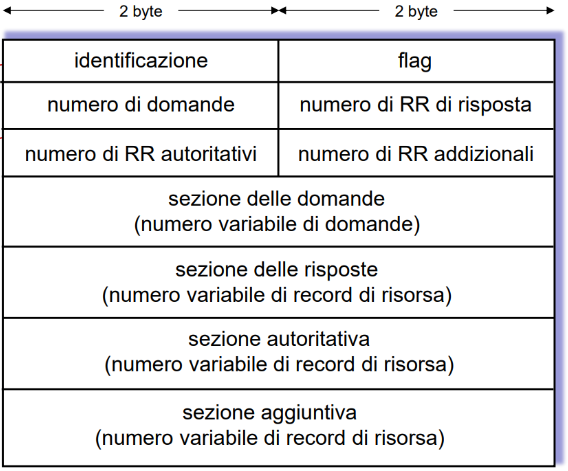 2 byte 2 byte
identificazione flag
numero di domande numero di RR di risposta
numero di RR autoritativi numero di RR addizionali
sezione delle domande
(numero variabile di domande)
sezione delle risposte
(numero variabile di record di risorsa)
sezione autoritativa
(numero variabile di record di risorsa)
sezione aggiuntiva
(numero variabile di record di risorsa)